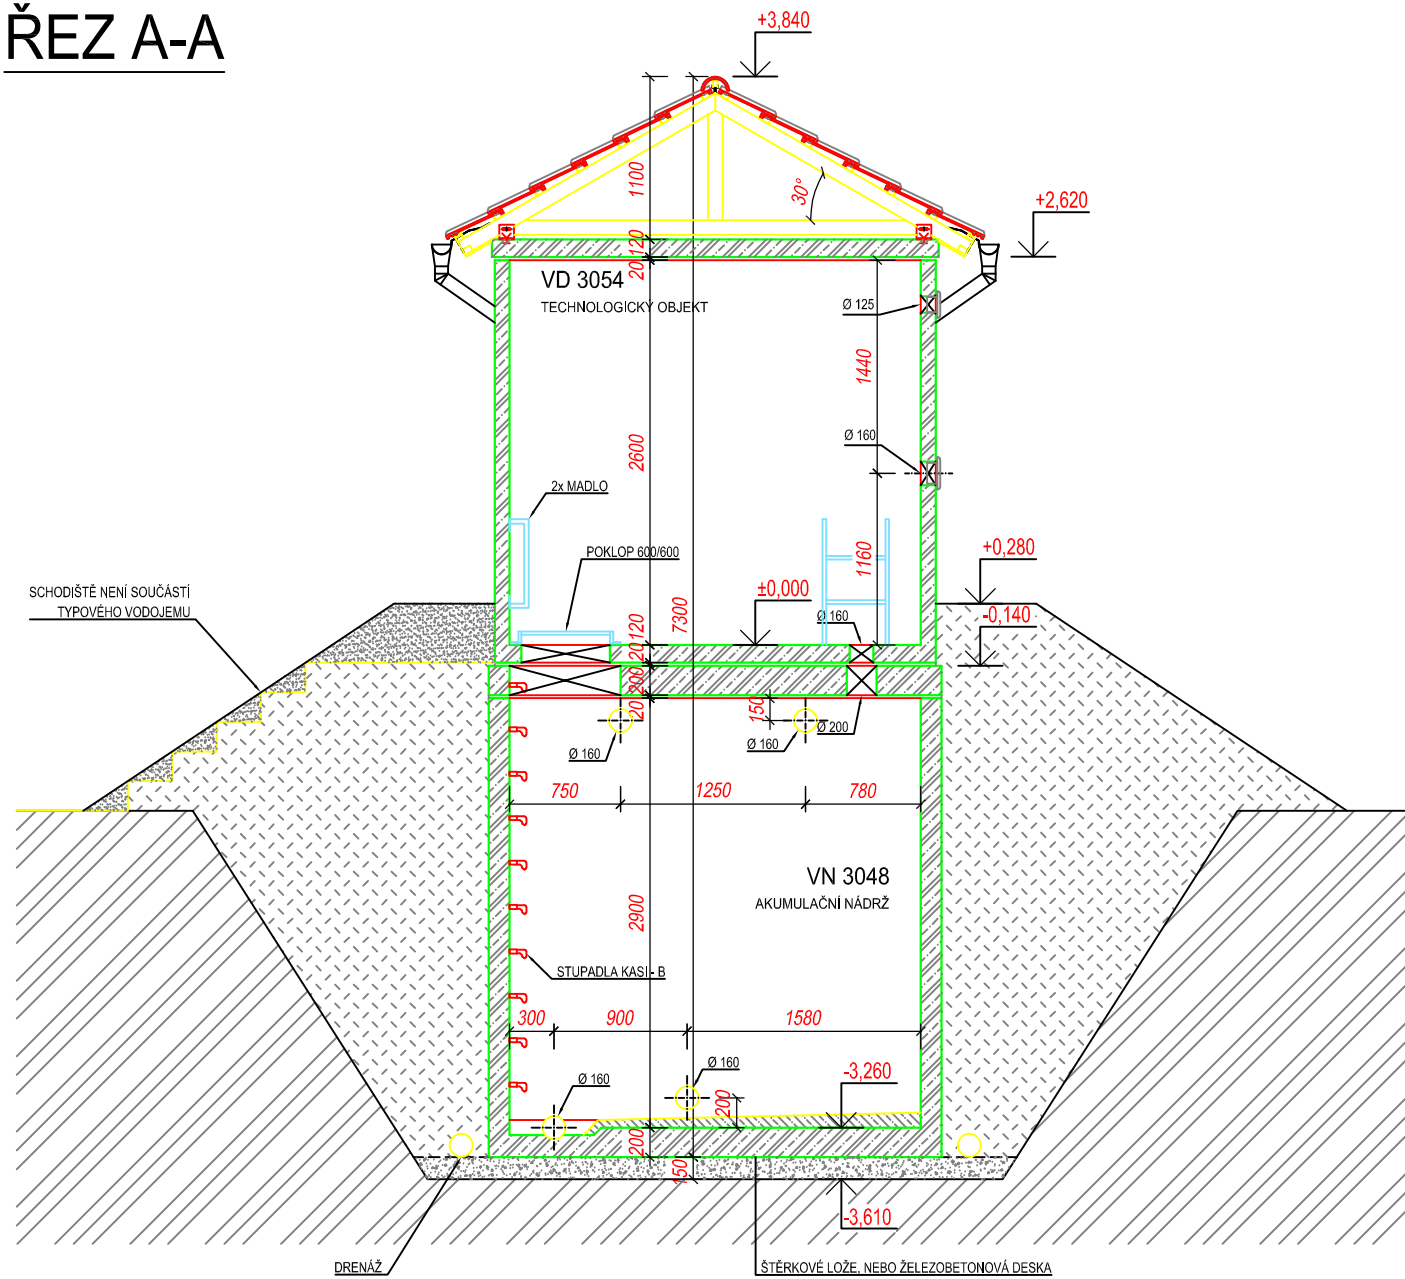 ŘEZ A-A
+3,840
1100
30°
+2,620
120
20
VD 3054
TECHNOLOGICKÝ OBJEKT
Ø 125
1440
Ø 160
2600
2x MADLO
POKLOP 600/600
1160
+0,280
±0,000
-0,140
SCHODIŠTĚ NENÍ SOUČÁSTÍ
TYPOVÉHO VODOJEMU
7300
120
Ø 160
20
200
20
150
Ø 160
Ø 160
Ø 200
750
1250
780
VN 3048
AKUMULAČNÍ NÁDRŽ
2900
STUPADLA KASI - B
300
900
1580
Ø 160
Ø 160
-3,260
200
200
150
-3,610
DRENÁŽ
ŠTĚRKOVÉ LOŽE, NEBO ŽELEZOBETONOVÁ DESKA